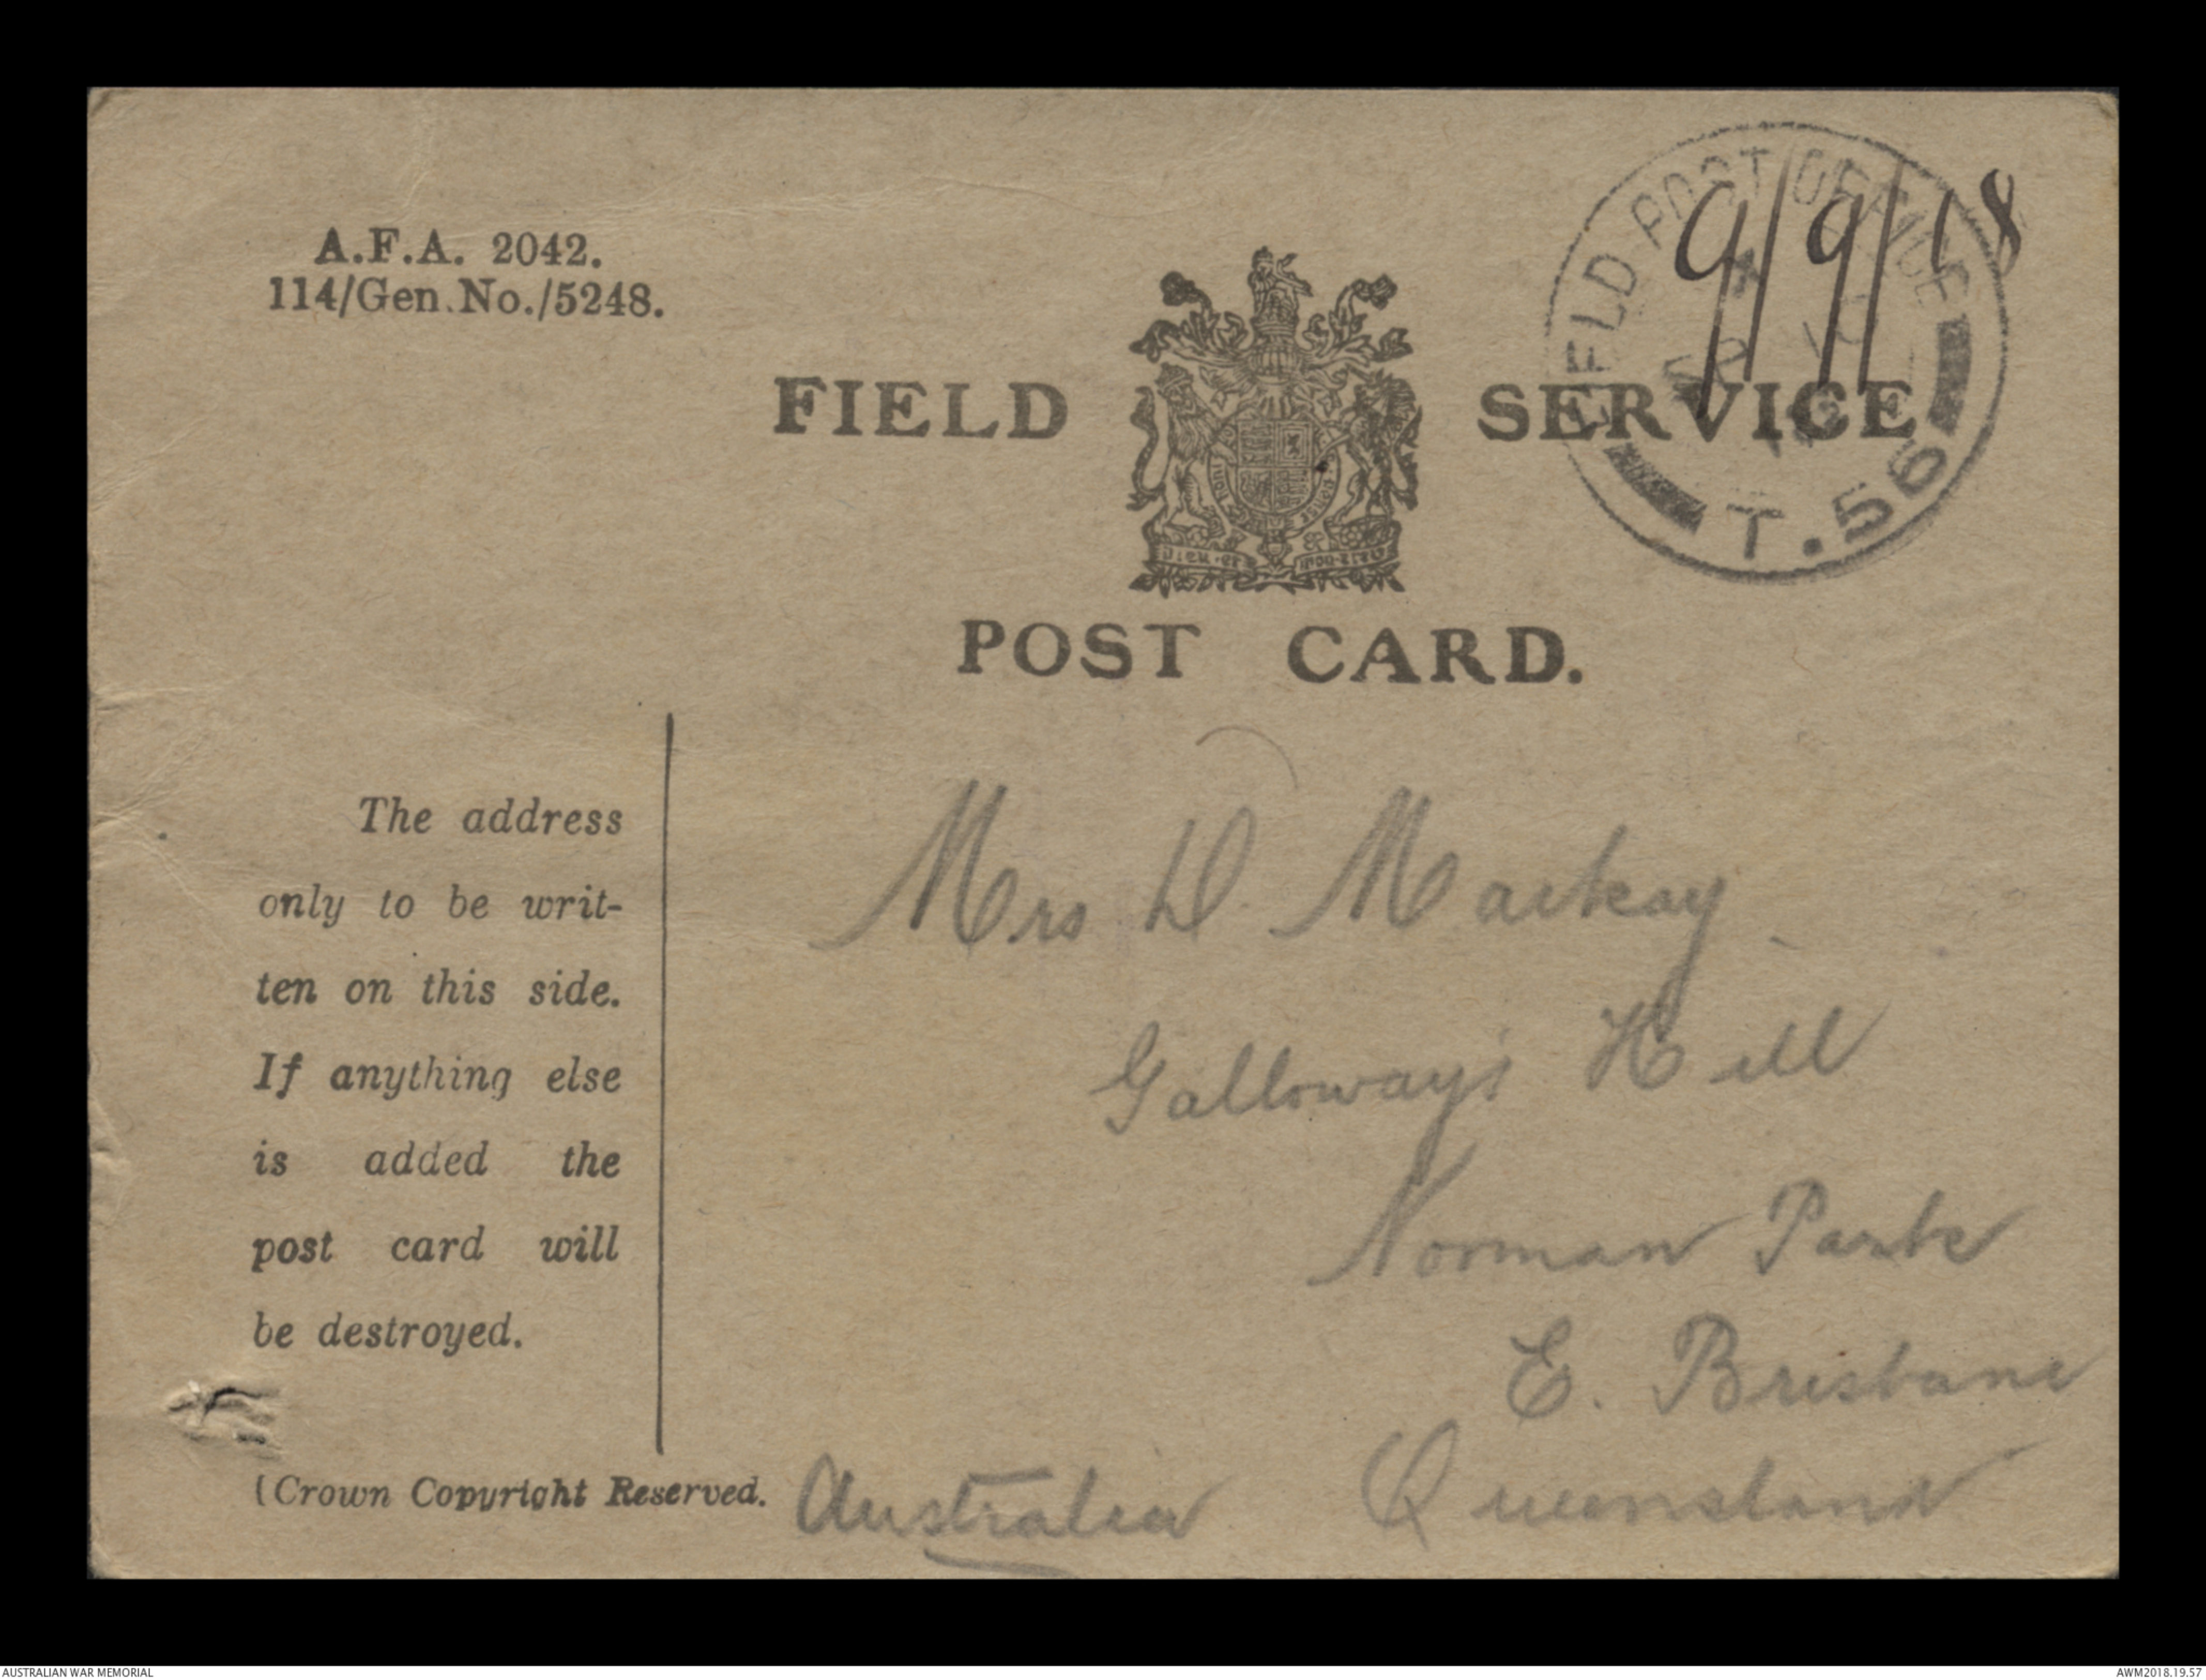 A.F.A. 2042.
114/Gen.No./5248.
FIELD SERVICE
POST CARD.
FIELD POST OFFICE
9/9/18
T.56
The address
only to be writ-
ten on this side.
If anything else
is added the
post card will
be destroyed.
(Crown Copyright Reserved.
Mrs D. Mackay
Galloway's Hill
Norman Park
E. Brisbane
Queensland
Australia
AUSTRALIAN WAR MEMORIAL
AWM2018.19.57